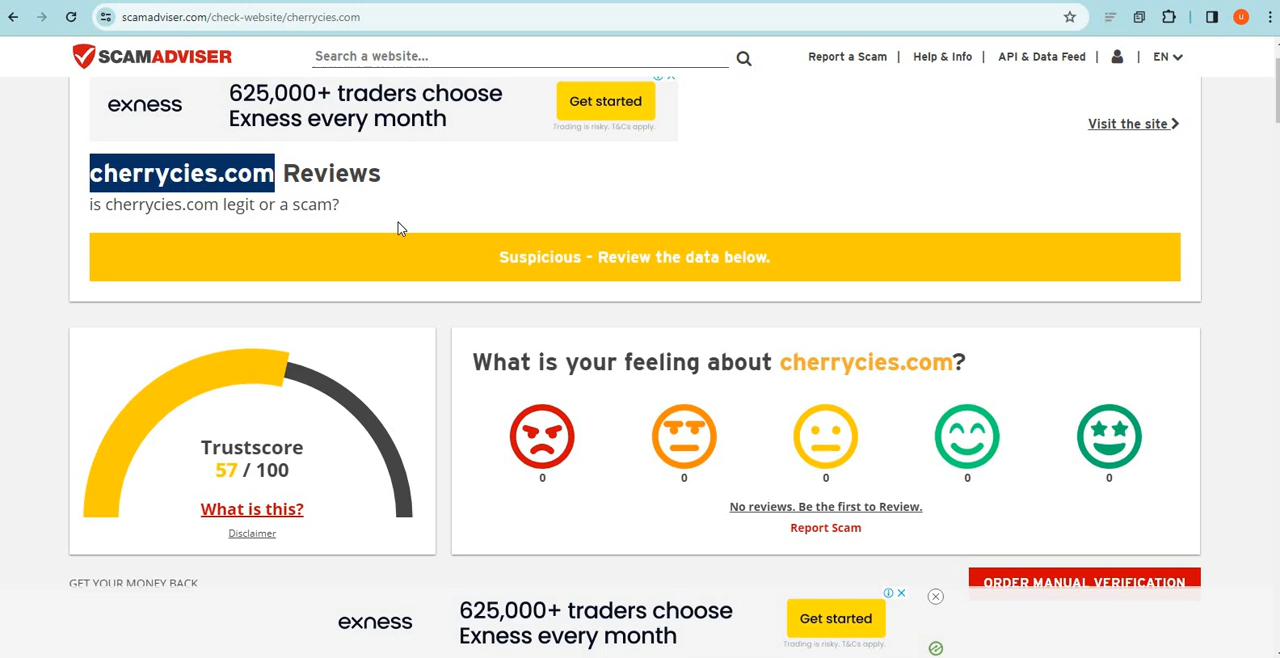 scamadviser.com/check-website/cherrycies.com
u
SCAMADVISER
Search a website...
Report a Scam | Help & Info | API & Data Feed | | EN
exness
625,000+ traders choose
Exness every month
Get started
Trading is risky. T&Cs apply.
Visit the site
cherrycies.com Reviews
is cherrycies.com legit or a scam?
Suspicious - Review the data below.
Trustscore
57 / 100
What is this?
Disclaimer
What is your feeling about cherrycies.com?
0 0 0 0 0
No reviews. Be the first to Review.
Report Scam
GET YOUR MONEY BACK
ORDER MANUAL VERIFICATION
exness
625,000+ traders choose
Exness every month
Get started
Trading is risky. T&Cs apply.